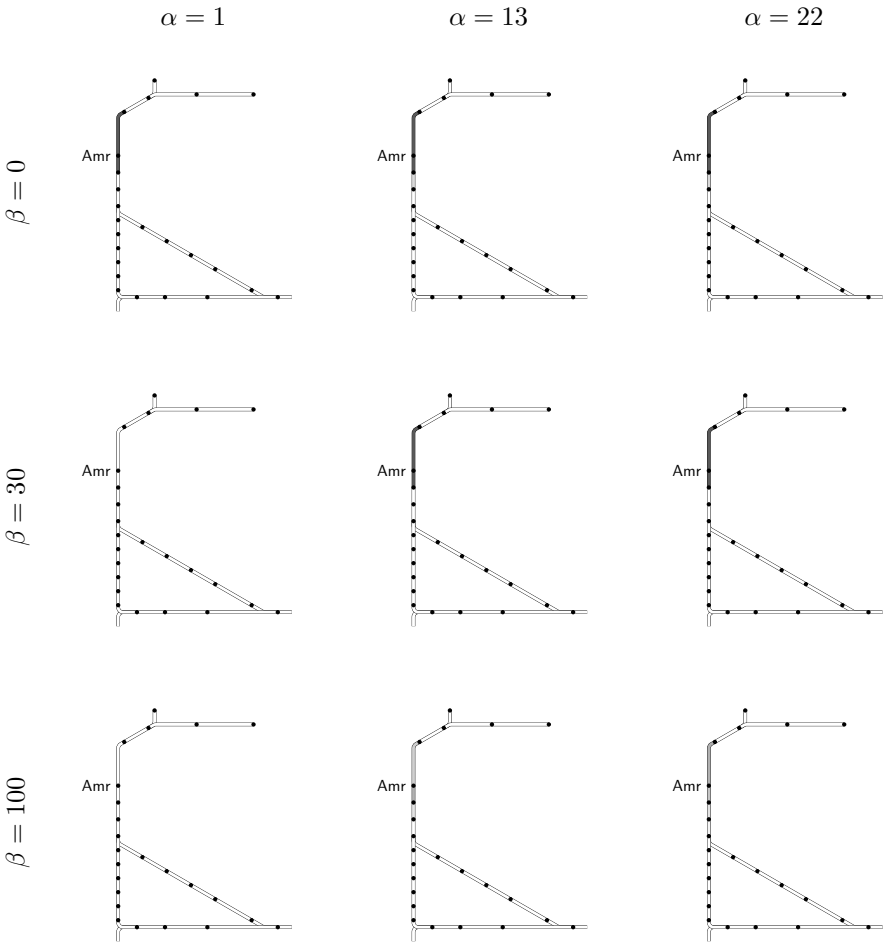 α = 1 α = 13 α = 22
β = 0
Amr Amr Amr
β = 30
Amr Amr Amr
β = 100
Amr Amr Amr